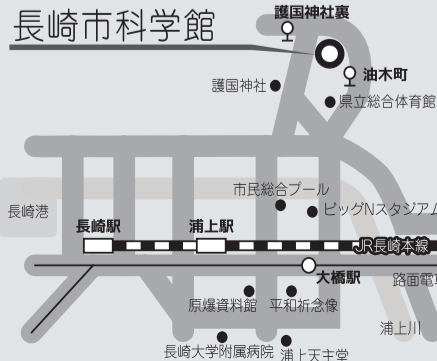 長崎市科学館
護国神社裏
油木町
護国神社
県立総合体育館
市民総合プール
ビッグNスタジアム
長崎港
長崎駅
浦上駅
JR長崎本線
大橋駅
路面電車
原爆資料館
平和祈念像
浦上川
長崎大学附属病院
浦上天主堂